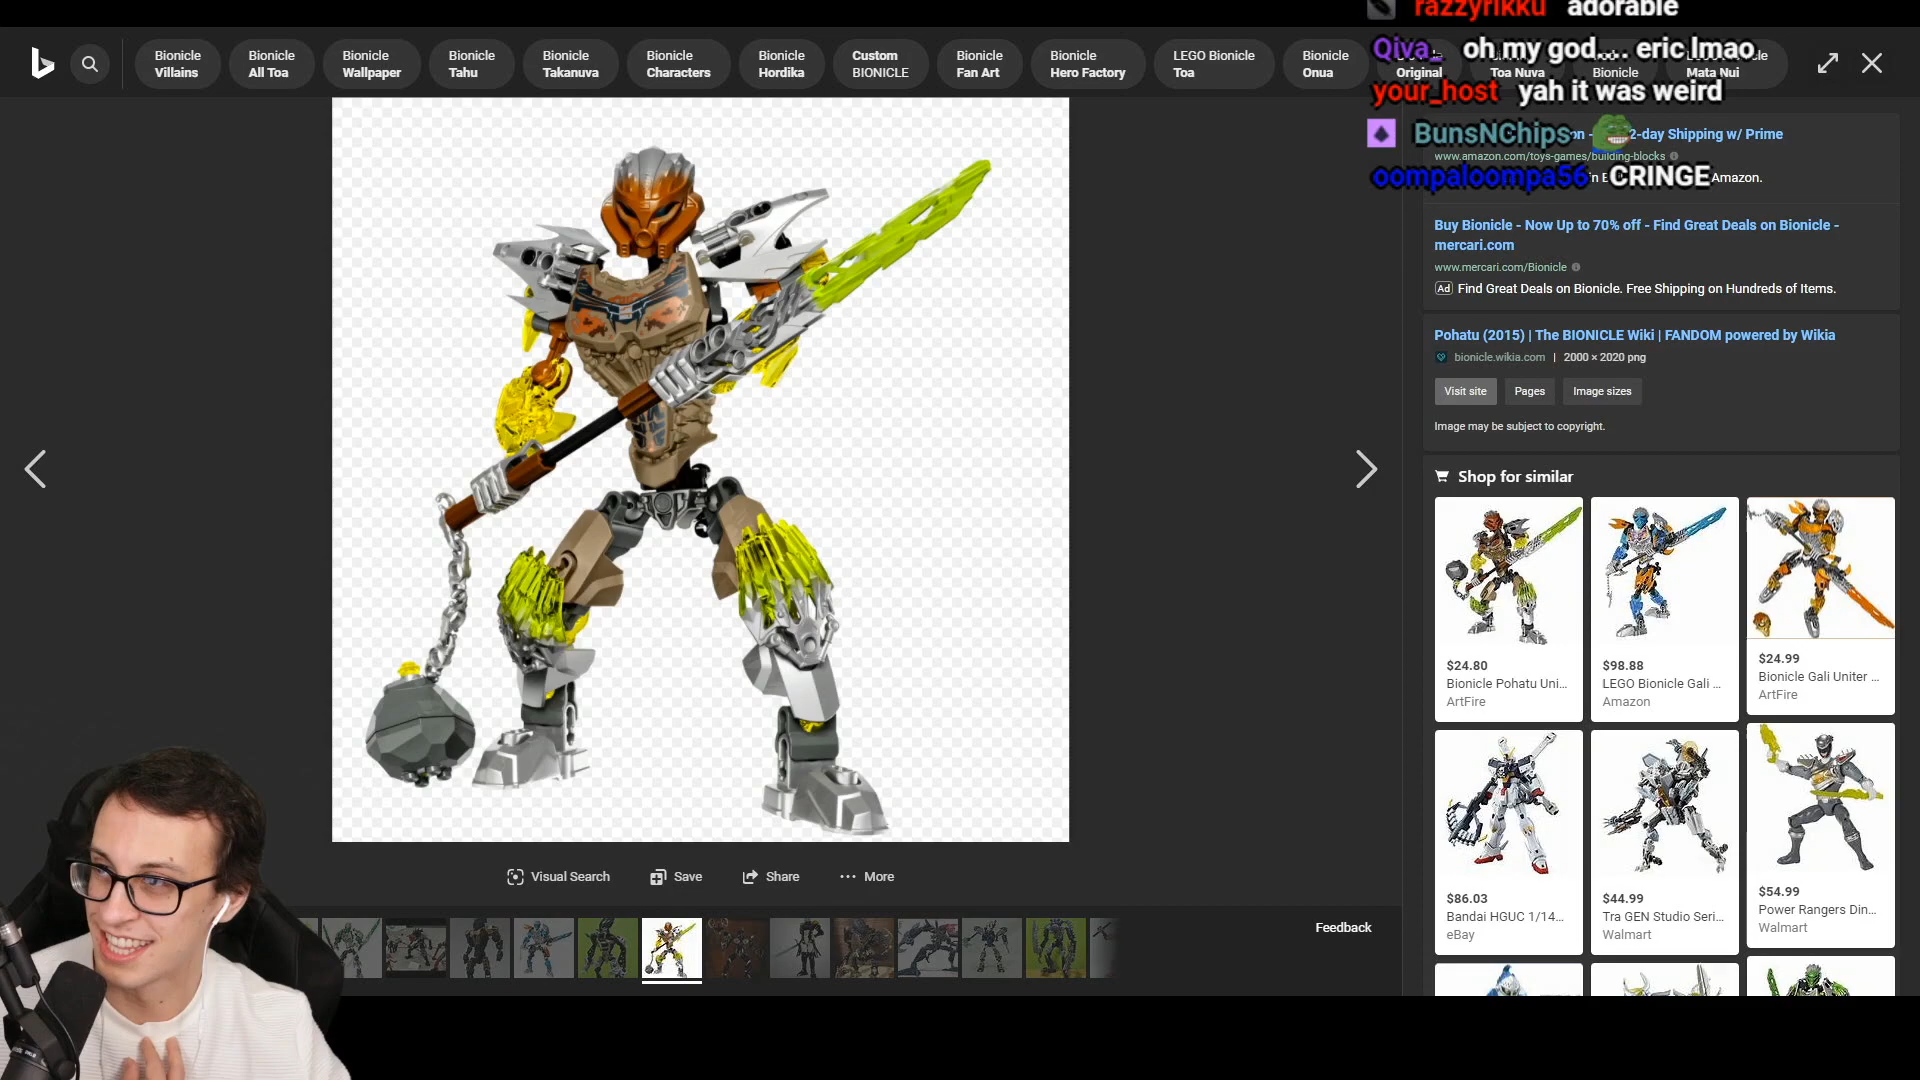 razzyrikku adorable
Bionicle Villains
Bionicle All Toa
Bionicle Wallpaper
Bionicle Tahu
Bionicle Takanuva
Bionicle Characters
Bionicle Hordika
Custom BIONICLE
Bionicle Fan Art
Bionicle Hero Factory
LEGO Bionicle Toa
Bionicle Onua
Original
Toa Nuva
Bionicle
Mata Nui
Qiva_ oh my god.... eric lmao
your_host yah it was weird
BunsNChips
2-day Shipping w/ Prime
www.amazon.com/toys-games/building-blocks
oompaloompa56 CRINGE
Amazon.
Buy Bionicle - Now Up to 70% off - Find Great Deals on Bionicle -
mercari.com
www.mercari.com/Bionicle
Ad Find Great Deals on Bionicle. Free Shipping on Hundreds of Items.
Pohatu (2015) | The BIONICLE Wiki | FANDOM powered by Wikia
bionicle.wikia.com | 2000 × 2020 png
Visit site Pages Image sizes
Image may be subject to copyright.
Shop for similar
$24.80
Bionicle Pohatu Uni...
ArtFire
$98.88
LEGO Bionicle Gali ...
Amazon
$24.99
Bionicle Gali Uniter ...
ArtFire
$86.03
Bandai HGUC 1/14...
eBay
$44.99
Tra GEN Studio Seri...
Walmart
$54.99
Power Rangers Din...
Walmart
Visual Search Save Share More
Feedback